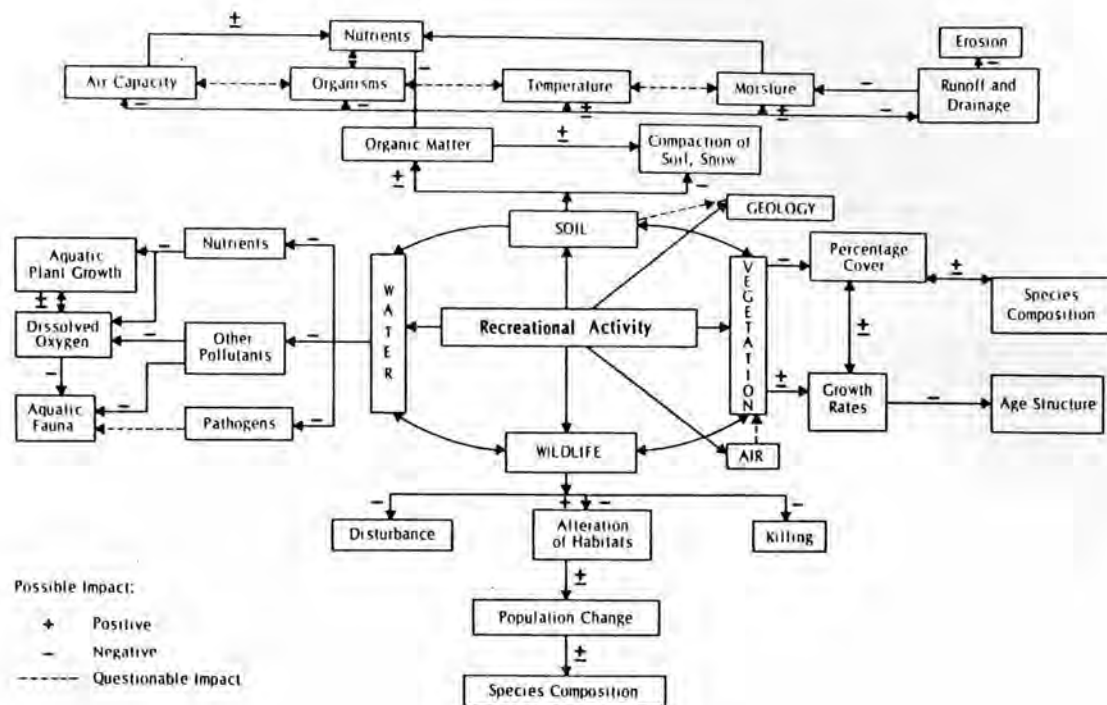 ±
Nutrients
Erosion
Air Capacity
Organisms
Temperature
Moisture
Runoff and
Drainage
−
−
−
−
−
±
±
−
Organic Matter
±
Compaction of
Soil, Snow
±
−
SOIL
GEOLOGY
Nutrients
−
−
Aquatic
Plant Growth
±
Dissolved
Oxygen
−
Other
Pollutants
−
−
Aquatic
Fauna
−
Pathogens
−
WATER
Recreational Activity
VEGETATION
−
Percentage
Cover
±
Species
Composition
±
±
Growth
Rates
−
Age Structure
WILDLIFE
AIR
−
+
−
−
Disturbance
Alteration
of Habitats
Killing
±
Population Change
±
Species Composition
Possible Impact:
+ Positive
− Negative
------- Questionable Impact